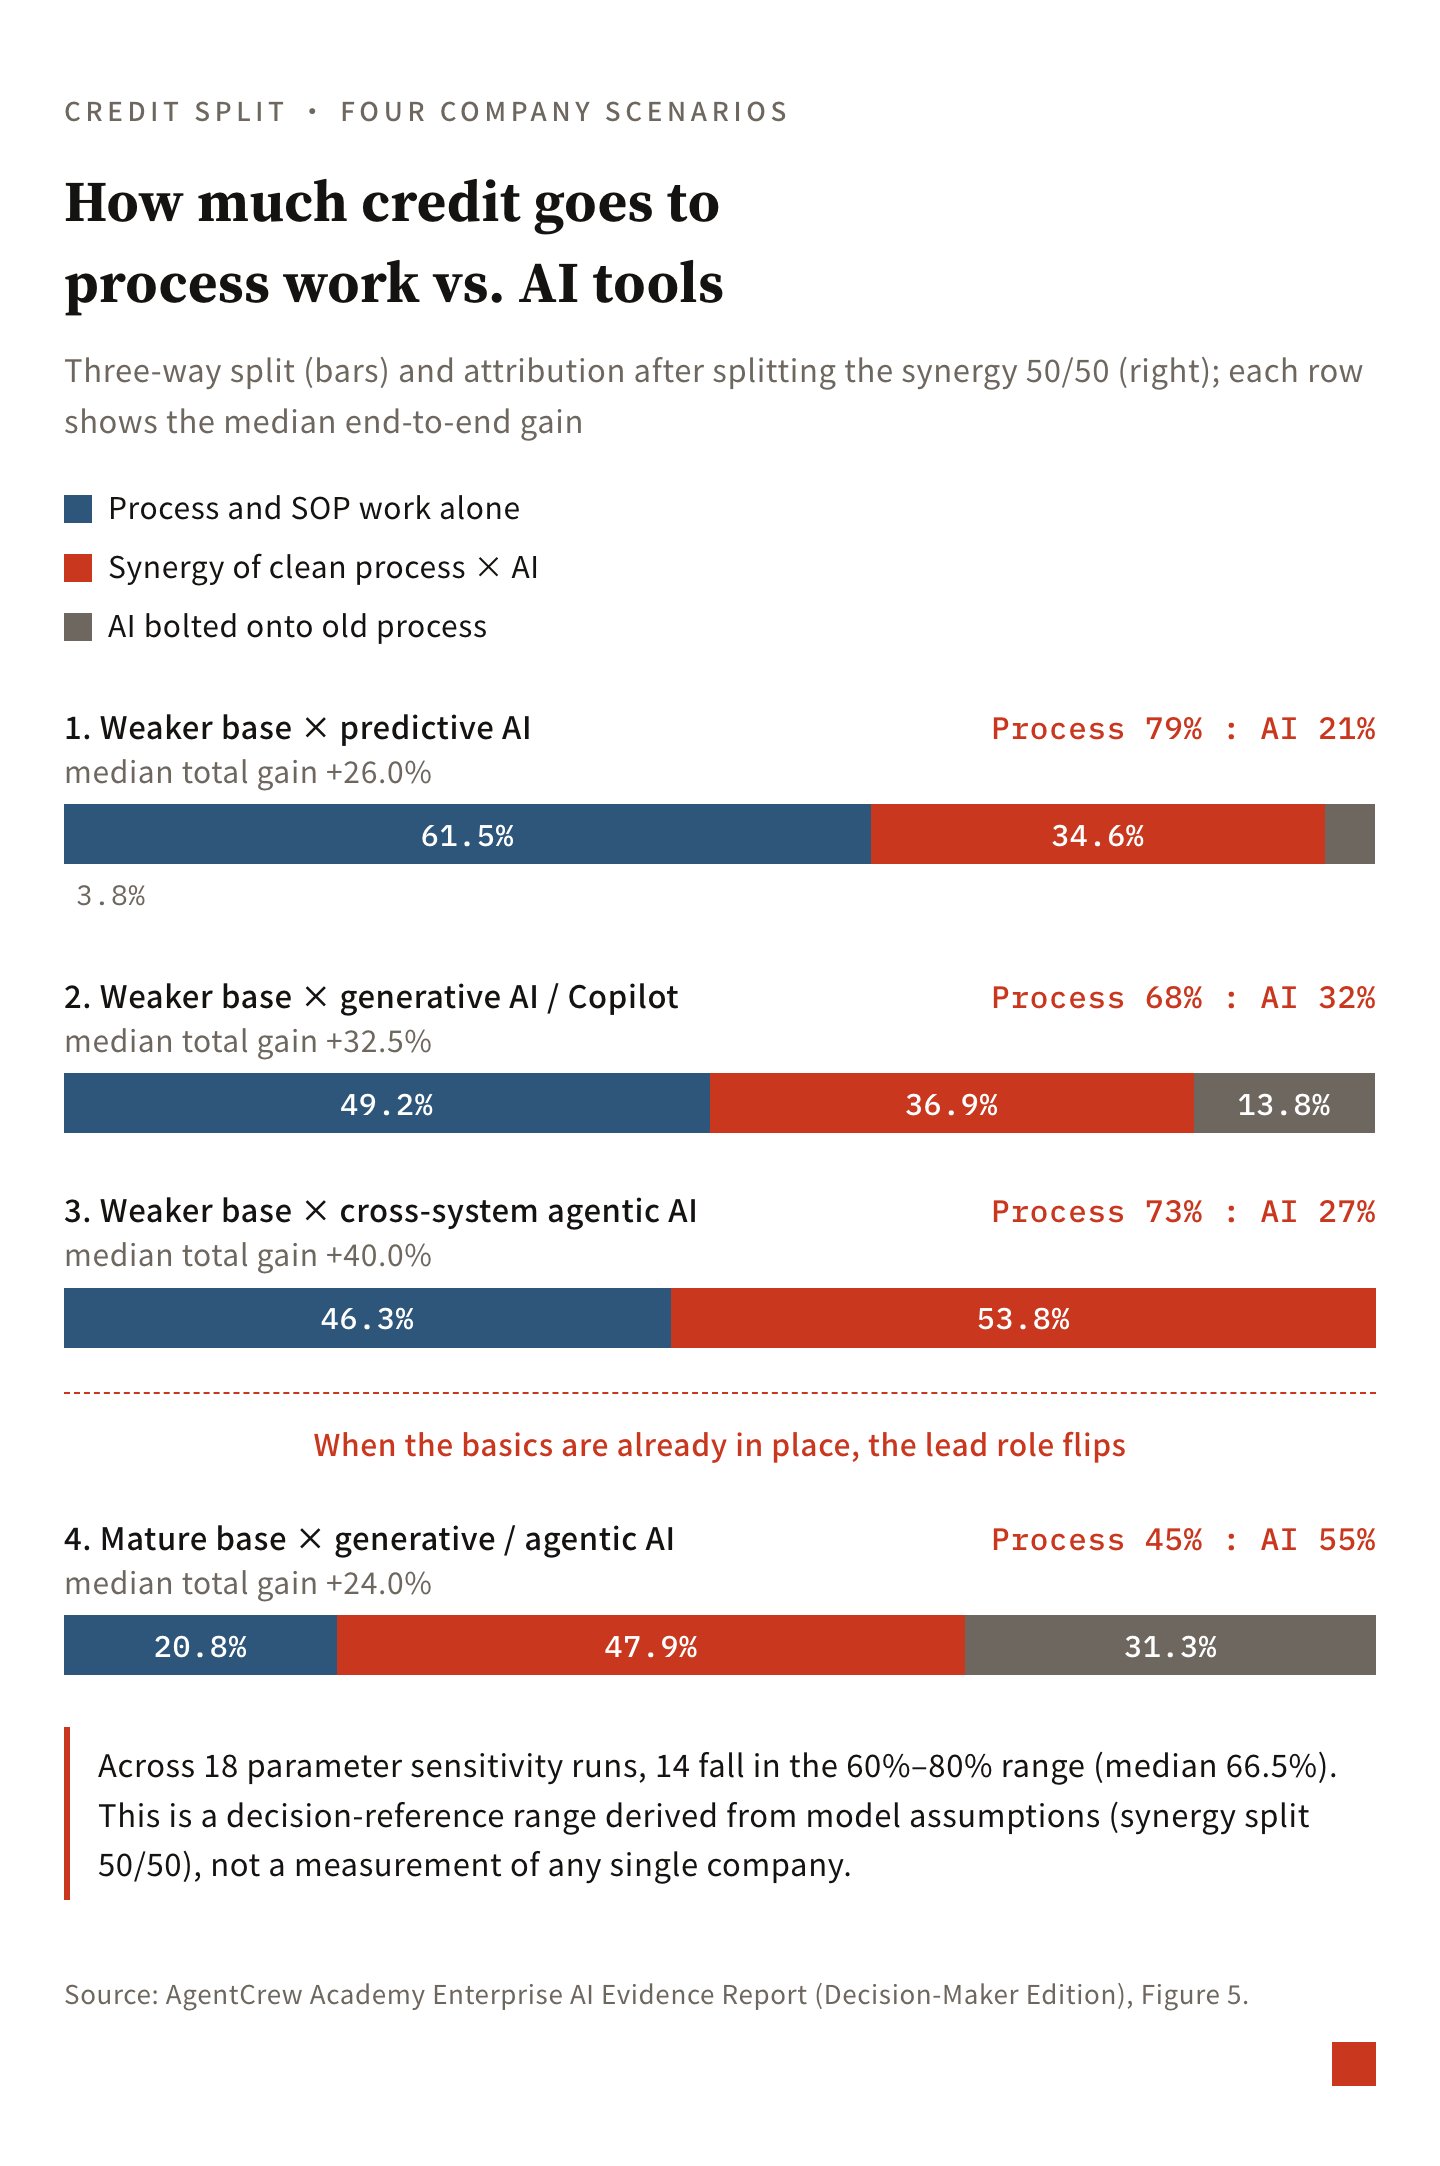 CREDIT SPLIT · FOUR COMPANY SCENARIOS
How much credit goes to
process work vs. AI tools
Three-way split (bars) and attribution after splitting the synergy 50/50 (right); each row
shows the median end-to-end gain
Process and SOP work alone
Synergy of clean process × AI
AI bolted onto old process
1. Weaker base × predictive AI
Process 79% : AI 21%
median total gain +26.0%
61.5%
34.6%
3.8%
2. Weaker base × generative AI / Copilot
Process 68% : AI 32%
median total gain +32.5%
49.2%
36.9%
13.8%
3. Weaker base × cross-system agentic AI
Process 73% : AI 27%
median total gain +40.0%
46.3%
53.8%
When the basics are already in place, the lead role flips
4. Mature base × generative / agentic AI
Process 45% : AI 55%
median total gain +24.0%
20.8%
47.9%
31.3%
Across 18 parameter sensitivity runs, 14 fall in the 60%–80% range (median 66.5%).
This is a decision-reference range derived from model assumptions (synergy split
50/50), not a measurement of any single company.
Source: AgentCrew Academy Enterprise AI Evidence Report (Decision-Maker Edition), Figure 5.